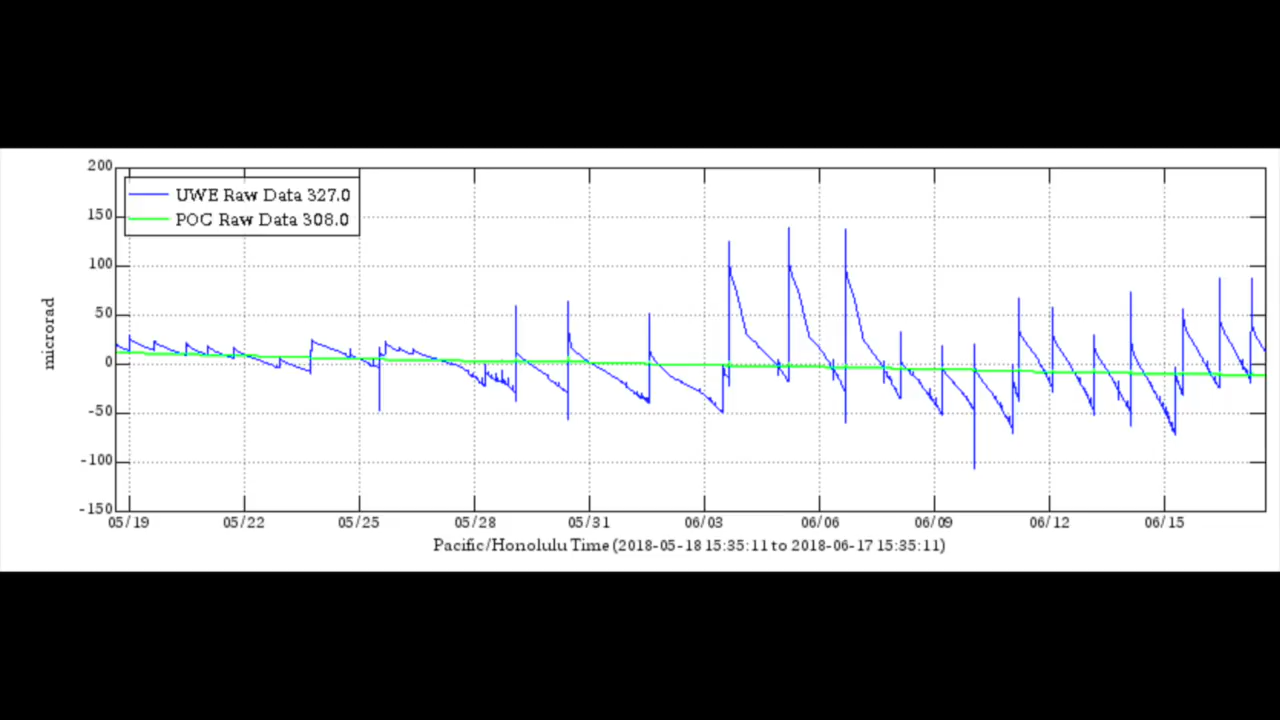 200
150
100
50
0
-50
-100
-150
microrad
UWE Raw Data 327.0
POC Raw Data 308.0
05/19 05/22 05/25 05/28 05/31 06/03 06/06 06/09 06/12 06/15
Pacific/Honolulu Time (2018-05-18 15:35:11 to 2018-06-17 15:35:11)